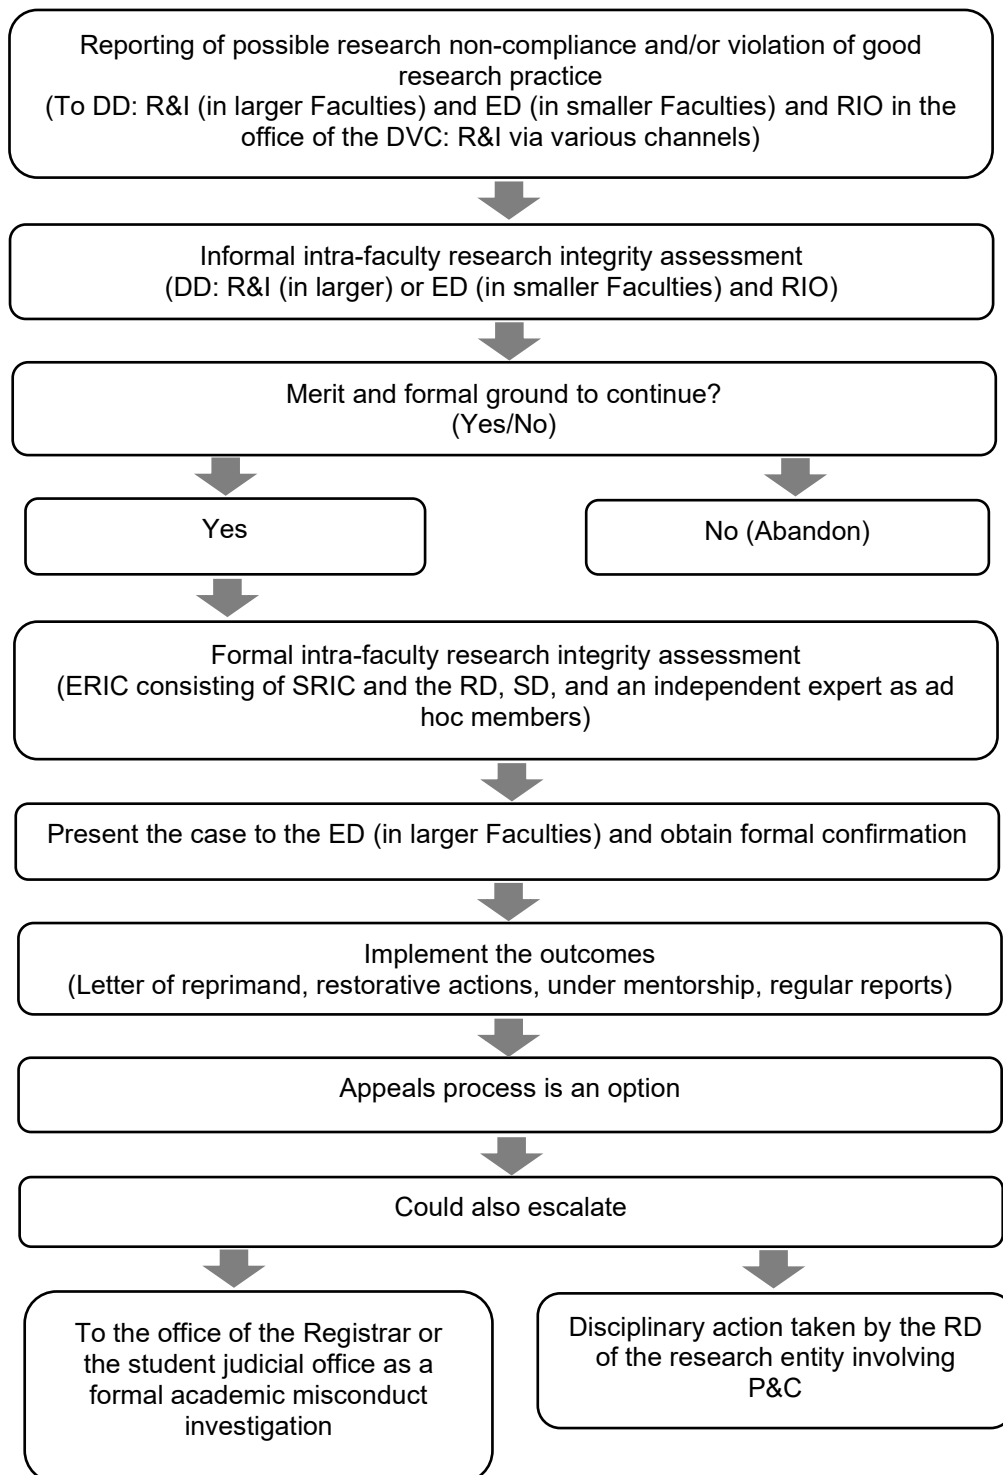 Reporting of possible research non-compliance and/or violation of good
research practice
(To DD: R&I (in larger Faculties) and ED (in smaller Faculties) and RIO in the
office of the DVC: R&I via various channels)
Informal intra-faculty research integrity assessment
(DD: R&I (in larger) or ED (in smaller Faculties) and RIO)
Merit and formal ground to continue?
(Yes/No)
Yes
No (Abandon)
Formal intra-faculty research integrity assessment
(ERIC consisting of SRIC and the RD, SD, and an independent expert as ad
hoc members)
Present the case to the ED (in larger Faculties) and obtain formal confirmation
Implement the outcomes
(Letter of reprimand, restorative actions, under mentorship, regular reports)
Appeals process is an option
Could also escalate
To the office of the Registrar or
the student judicial office as a
formal academic misconduct
investigation
Disciplinary action taken by the RD
of the research entity involving
P&C